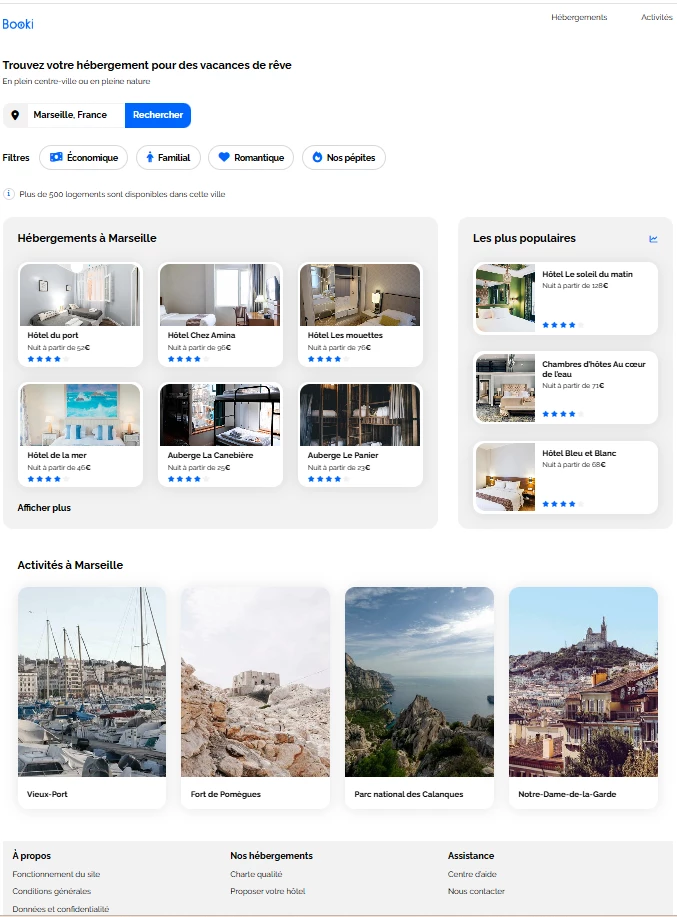 Booki
Hébergements
Activités
Trouvez votre hébergement pour des vacances de rêve
En plein centre-ville ou en pleine nature
Marseille, France
Rechercher
Filtres
Économique
Familial
Romantique
Nos pépites
Plus de 500 logements sont disponibles dans cette ville
Hébergements à Marseille
Hôtel du port
Nuit à partir de 52€
Hôtel Chez Amina
Nuit à partir de 96€
Hôtel Les mouettes
Nuit à partir de 76€
Hôtel de la mer
Nuit à partir de 46€
Auberge La Canebière
Nuit à partir de 25€
Auberge Le Panier
Nuit à partir de 23€
Afficher plus
Les plus populaires
Hôtel Le soleil du matin
Nuit à partir de 128€
Chambres d'hôtes Au cœur
de l'eau
Nuit à partir de 71€
Hôtel Bleu et Blanc
Nuit à partir de 68€
Activités à Marseille
Vieux-Port
Fort de Pomègues
Parc national des Calanques
Notre-Dame-de-la-Garde
À propos
Fonctionnement du site
Conditions générales
Données et confidentialité
Nos hébergements
Charte qualité
Proposer votre hôtel
Assistance
Centre d'aide
Nous contacter